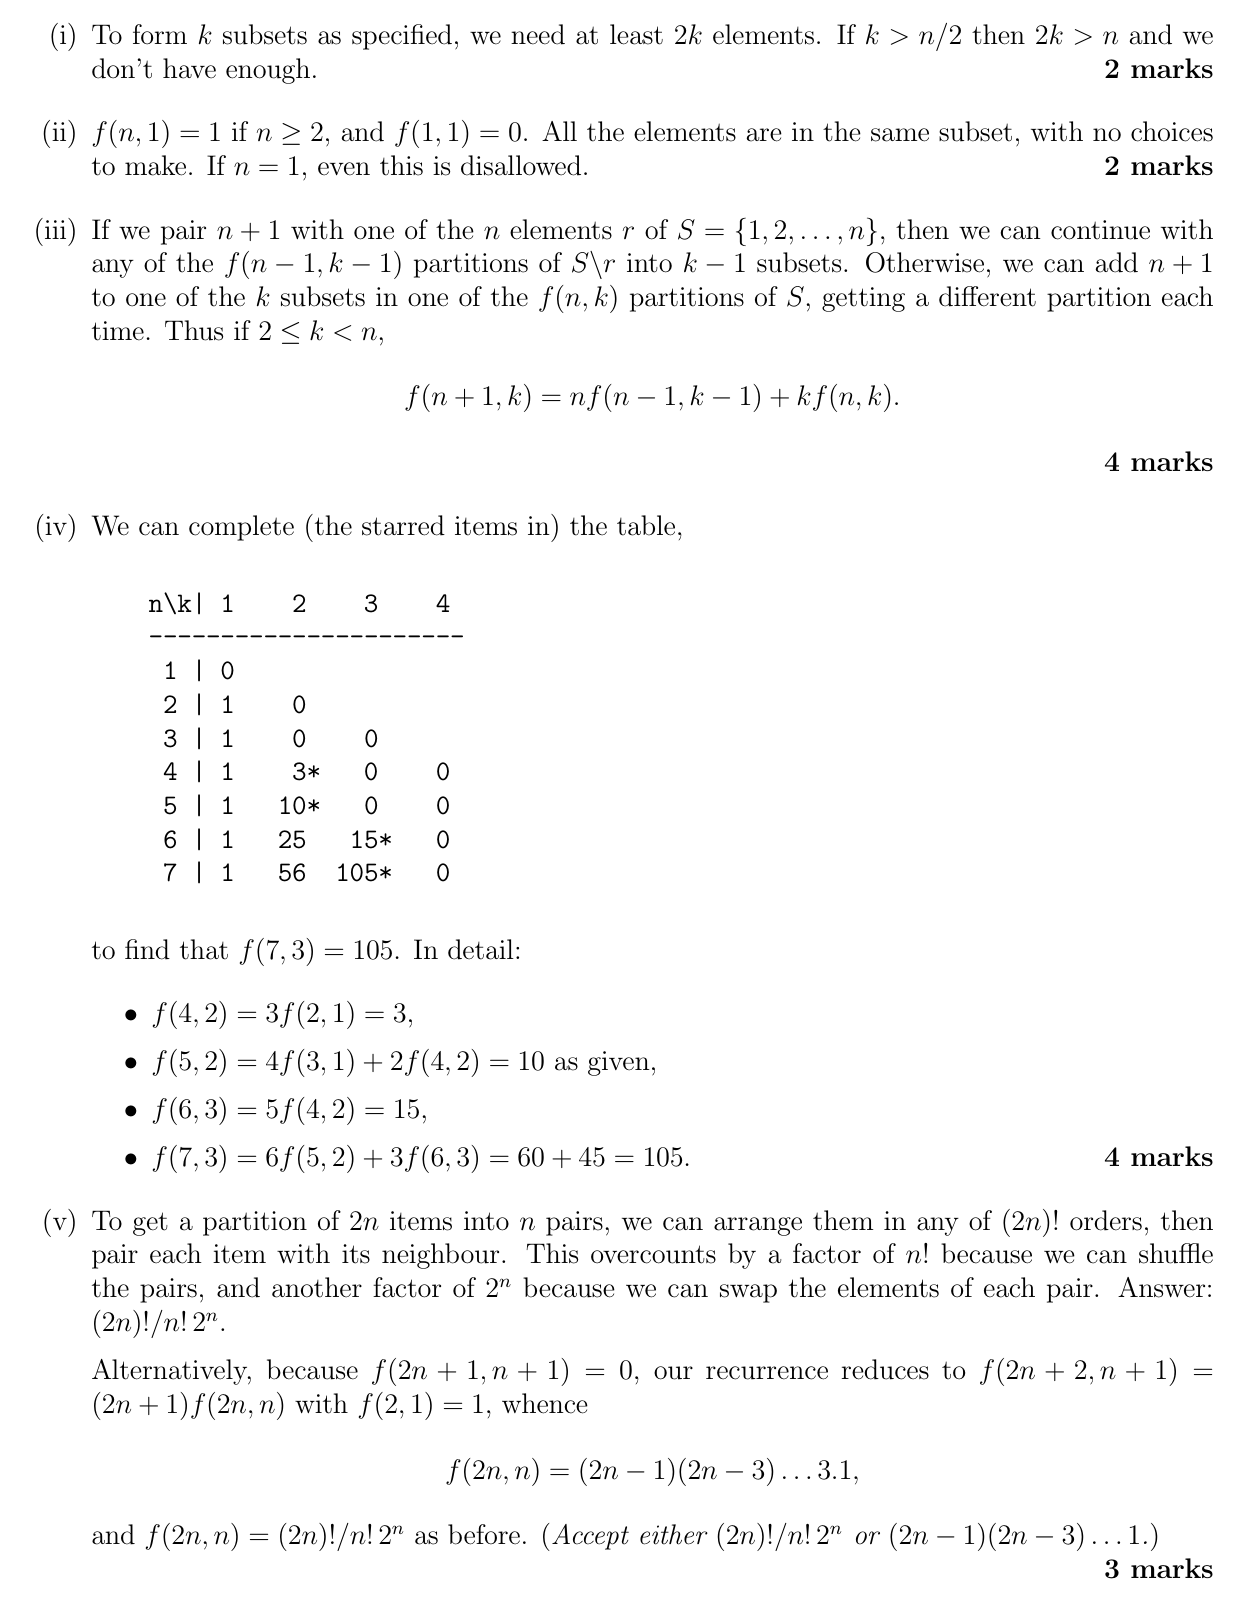 (i) To form k subsets as specified, we need at least 2k elements. If k > n/2 then 2k > n and we
don't have enough. 2 marks
(ii) f(n, 1) = 1 if n ≥ 2, and f(1, 1) = 0. All the elements are in the same subset, with no choices
to make. If n = 1, even this is disallowed. 2 marks
(iii) If we pair n + 1 with one of the n elements r of S = {1, 2, . . . , n}, then we can continue with
any of the f(n − 1, k − 1) partitions of S\r into k − 1 subsets. Otherwise, we can add n + 1
to one of the k subsets in one of the f(n, k) partitions of S, getting a different partition each
time. Thus if 2 ≤ k < n,
f(n + 1, k) = nf(n − 1, k − 1) + kf(n, k).
4 marks
(iv) We can complete (the starred items in) the table,
n\k| 1 2 3 4
----------------------
1 | 0
2 | 1 0
3 | 1 0 0
4 | 1 3* 0 0
5 | 1 10* 0 0
6 | 1 25 15* 0
7 | 1 56 105* 0
to find that f(7, 3) = 105. In detail:
• f(4, 2) = 3f(2, 1) = 3,
• f(5, 2) = 4f(3, 1) + 2f(4, 2) = 10 as given,
• f(6, 3) = 5f(4, 2) = 15,
• f(7, 3) = 6f(5, 2) + 3f(6, 3) = 60 + 45 = 105. 4 marks
(v) To get a partition of 2n items into n pairs, we can arrange them in any of (2n)! orders, then
pair each item with its neighbour. This overcounts by a factor of n! because we can shuffle
the pairs, and another factor of 2ⁿ because we can swap the elements of each pair. Answer:
(2n)!/n! 2ⁿ.
Alternatively, because f(2n + 1, n + 1) = 0, our recurrence reduces to f(2n + 2, n + 1) =
(2n + 1)f(2n, n) with f(2, 1) = 1, whence
f(2n, n) = (2n − 1)(2n − 3) . . . 3.1,
and f(2n, n) = (2n)!/n! 2ⁿ as before. (Accept either (2n)!/n! 2ⁿ or (2n − 1)(2n − 3) . . . 1.)
3 marks